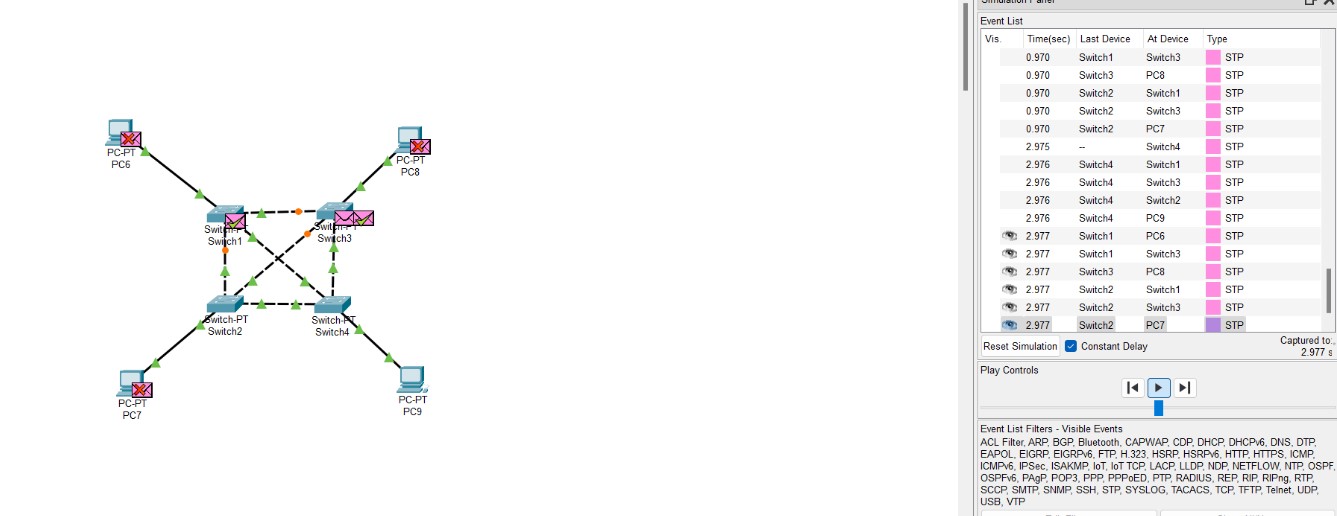 Simulation Panel
Event List
Vis. Time(sec) Last Device At Device Type
0.970 Switch1 Switch3 STP
0.970 Switch3 PC8 STP
0.970 Switch2 Switch1 STP
0.970 Switch2 Switch3 STP
0.970 Switch2 PC7 STP
2.975 -- Switch4 STP
2.976 Switch4 Switch1 STP
2.976 Switch4 Switch3 STP
2.976 Switch4 Switch2 STP
2.976 Switch4 PC9 STP
2.977 Switch1 PC6 STP
2.977 Switch1 Switch3 STP
2.977 Switch3 PC8 STP
2.977 Switch2 Switch1 STP
2.977 Switch2 Switch3 STP
2.977 Switch2 PC7 STP
Reset Simulation Constant Delay Captured to:,
2.977 s
Play Controls
Event List Filters - Visible Events
ACL Filter, ARP, BGP, Bluetooth, CAPWAP, CDP, DHCP, DHCPv6, DNS, DTP,
EAPOL, EIGRP, EIGRPv6, FTP, H.323, HSRP, HSRPv6, HTTP, HTTPS, ICMP,
ICMPv6, IPSec, ISAKMP, IoT, IoT TCP, LACP, LLDP, NDP, NETFLOW, NTP, OSPF,
OSPFv6, PAgP, POP3, PPP, PPPoED, PTP, RADIUS, REP, RIP, RIPng, RTP,
SCCP, SMTP, SNMP, SSH, STP, SYSLOG, TACACS, TCP, TFTP, Telnet, UDP,
USB, VTP
PC-PT
PC6
PC-PT
PC8
Switch-PT
Switch1
Switch-PT
Switch3
Switch-PT
Switch2
Switch-PT
Switch4
PC-PT
PC7
PC-PT
PC9